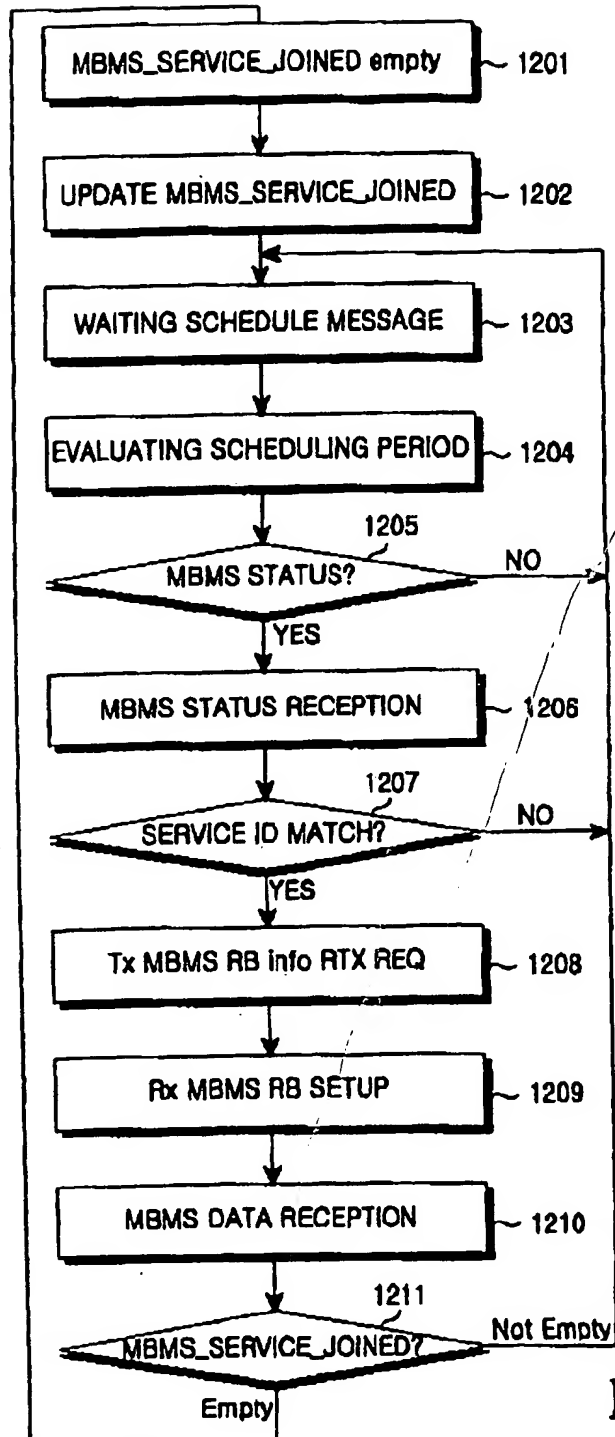 MBMS_SERVICE_JOINED empty 1201
UPDATE MBMS_SERVICE_JOINED 1202
WAITING SCHEDULE MESSAGE 1203
EVALUATING SCHEDULING PERIOD 1204
1205
MBMS STATUS? NO
YES
MBMS STATUS RECEPTION 1206
1207
SERVICE ID MATCH? NO
YES
Tx MBMS RB info RTX REQ 1208
Rx MBMS RB SETUP 1209
MBMS DATA RECEPTION 1210
1211
MBMS_SERVICE_JOINED? Not Empty
Empty